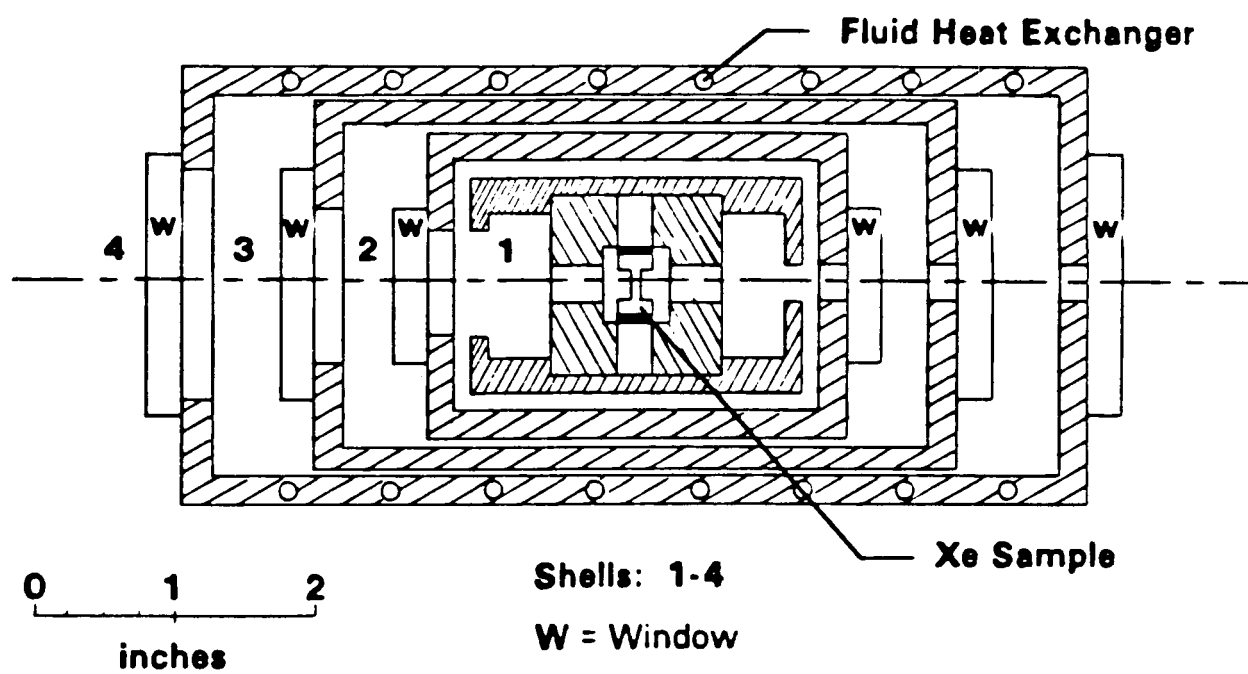 Fluid Heat Exchanger
W W W W W W
4 3 2 1
Xe Sample
Shells: 1-4
W = Window
0 1 2
inches